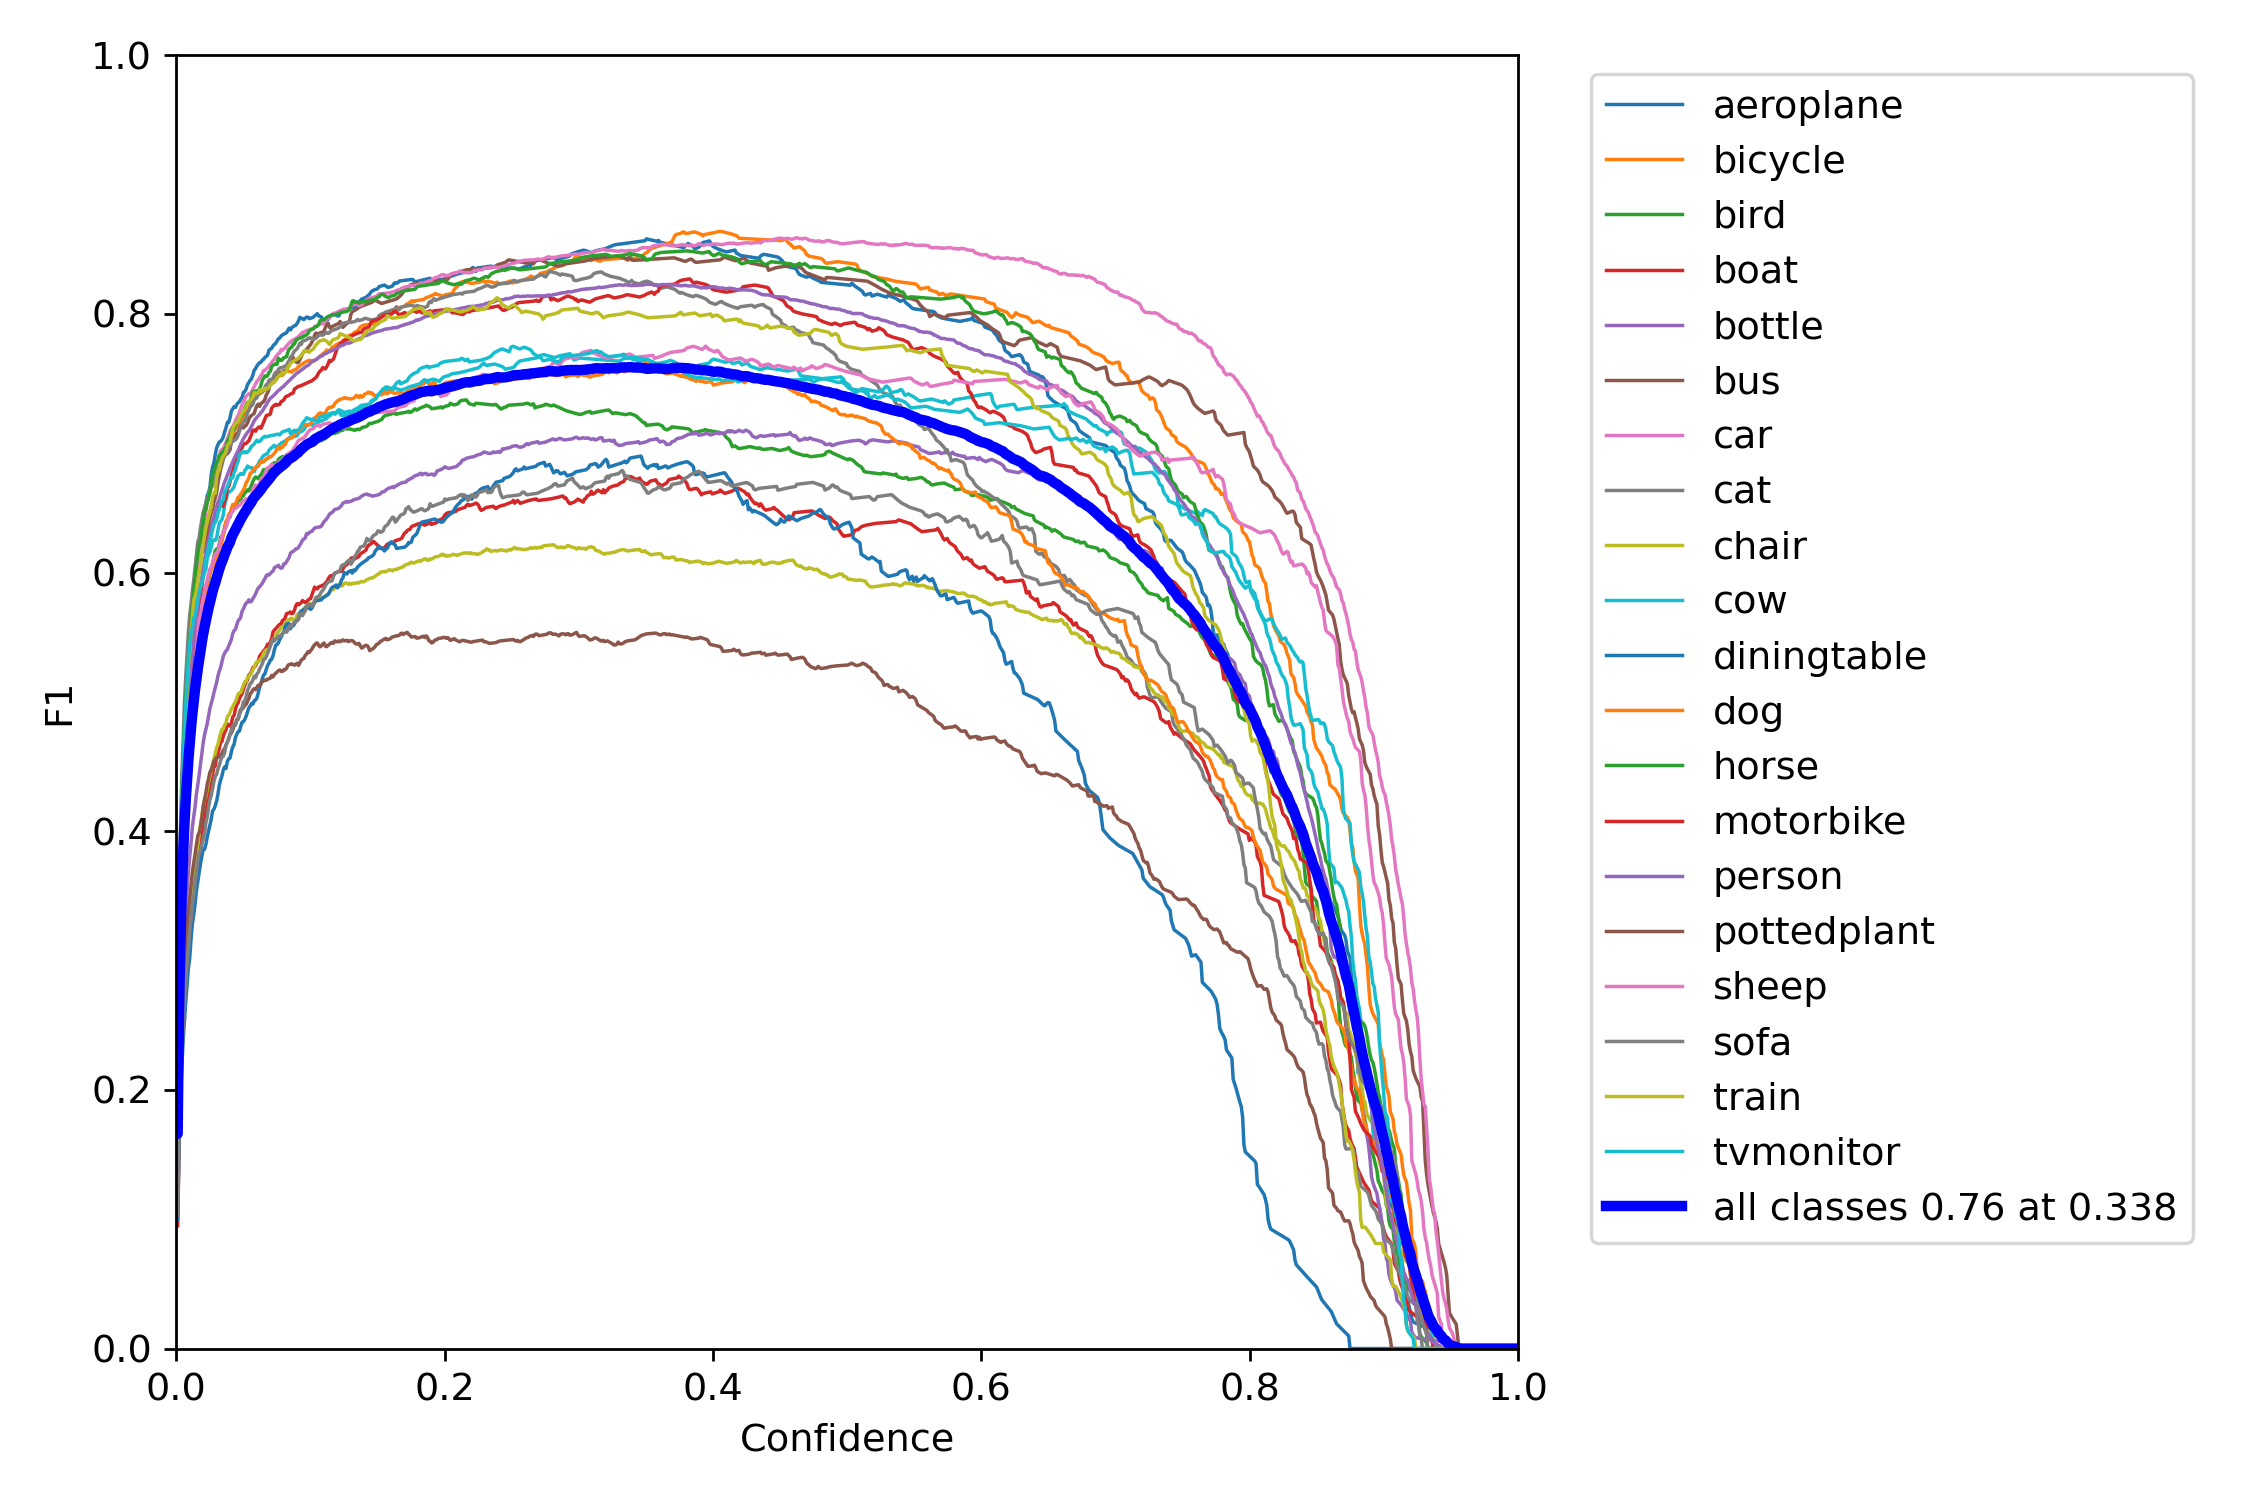 1.0
0.8
0.6
0.4
0.2
0.0
F1
0.0 0.2 0.4 0.6 0.8 1.0
Confidence
aeroplane
bicycle
bird
boat
bottle
bus
car
cat
chair
cow
diningtable
dog
horse
motorbike
person
pottedplant
sheep
sofa
train
tvmonitor
all classes 0.76 at 0.338